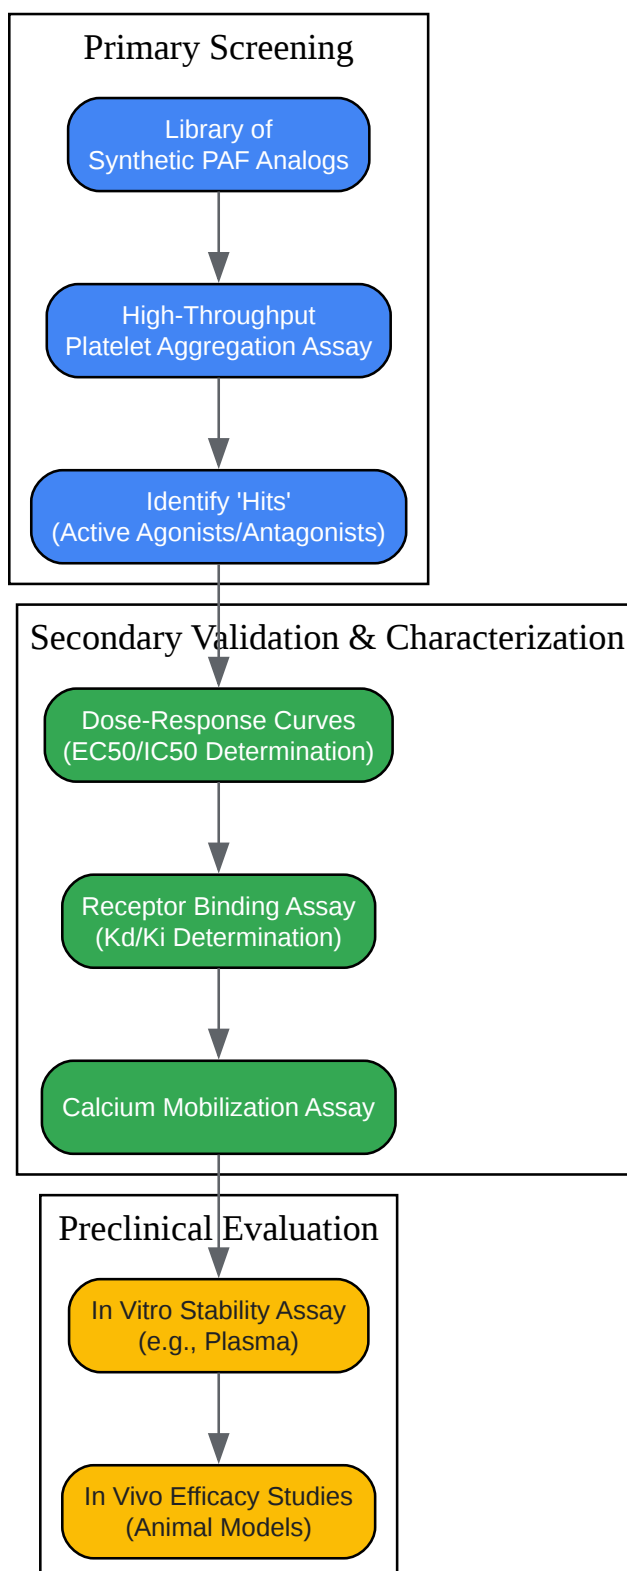 Primary Screening
Library of
Synthetic PAF Analogs
High-Throughput
Platelet Aggregation Assay
Identify 'Hits'
(Active Agonists/Antagonists)
Secondary Validation & Characterization
Dose-Response Curves
(EC50/IC50 Determination)
Receptor Binding Assay
(Kd/Ki Determination)
Calcium Mobilization Assay
Preclinical Evaluation
In Vitro Stability Assay
(e.g., Plasma)
In Vivo Efficacy Studies
(Animal Models)